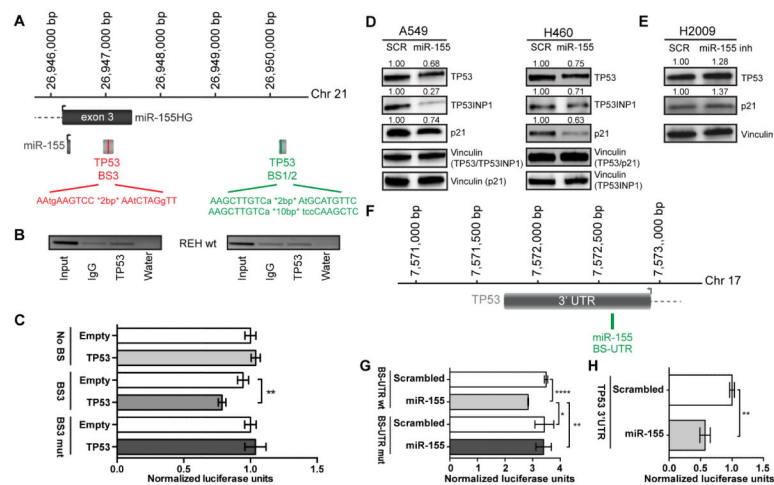 A
26,946,000 bp
26,947,000 bp
26,948,000 bp
26,949,000 bp
26,950,000 bp
Chr 21
exon 3
miR-155HG
miR-155
TP53
BS3
TP53
BS1/2
AAtgAAGTCC *2bp* AAtCTAGgTT
AAGCTTGTCa *2bp* AtGCATGTTC
AAGCTTGTCa *10bp* tccCAAGCTC
B
REH wt
Input
IgG
TP53
Water
Input
IgG
TP53
Water
C
No BS
Empty
TP53
BS3
Empty
TP53
**
BS3 mut
Empty
TP53
0.0 0.5 1.0 1.5
Normalized luciferase units
D
A549
SCR miR-155
1.00 0.68
TP53
1.00 0.27
TP53INP1
1.00 0.74
p21
Vinculin
(TP53/TP53INP1)
Vinculin (p21)
H460
SCR miR-155
1.00 0.75
TP53
1.00 0.71
TP53INP1
1.00 0.63
p21
Vinculin
(TP53/p21)
Vinculin
(TP53INP1)
E
H2009
SCR miR-155 inh
1.00 1.28
TP53
1.00 1.37
p21
Vinculin
F
7,571,000 bp
7,571,500 bp
7,572,000 bp
7,572,500 bp
7,573,000 bp
Chr 17
TP53
3' UTR
miR-155
BS-UTR
G
BS-UTR wt
Scrambled
miR-155
****
BS-UTR mut
Scrambled
miR-155
*
**
0 1 2 3 4
Normalized luciferase units
H
TP53 3'UTR
Scrambled
miR-155
**
0.0 0.5 1.0 1.5
Normalized luciferase units